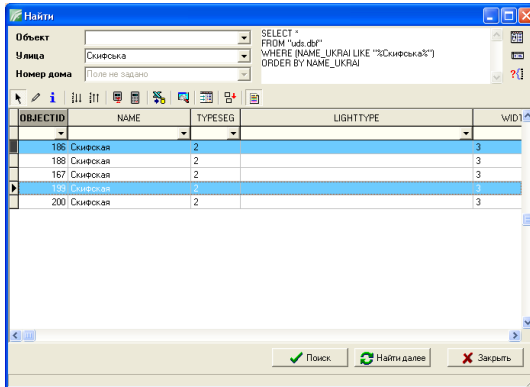 Найти
Объект
Улица Скифська
Номер дома Поле не задано
SELECT *
FROM "uds.dbf"
WHERE (NAME_UKRAI LIKE "%Скифська%")
ORDER BY NAME_UKRAI
OBJECTID NAME TYPESEG LIGHTTYPE WIDT
186 Скифская 2 3
188 Скифская 2 3
167 Скифская 2 3
199 Скифская 2 3
200 Скифская 2 3
Поиск Найти далее Закрыть